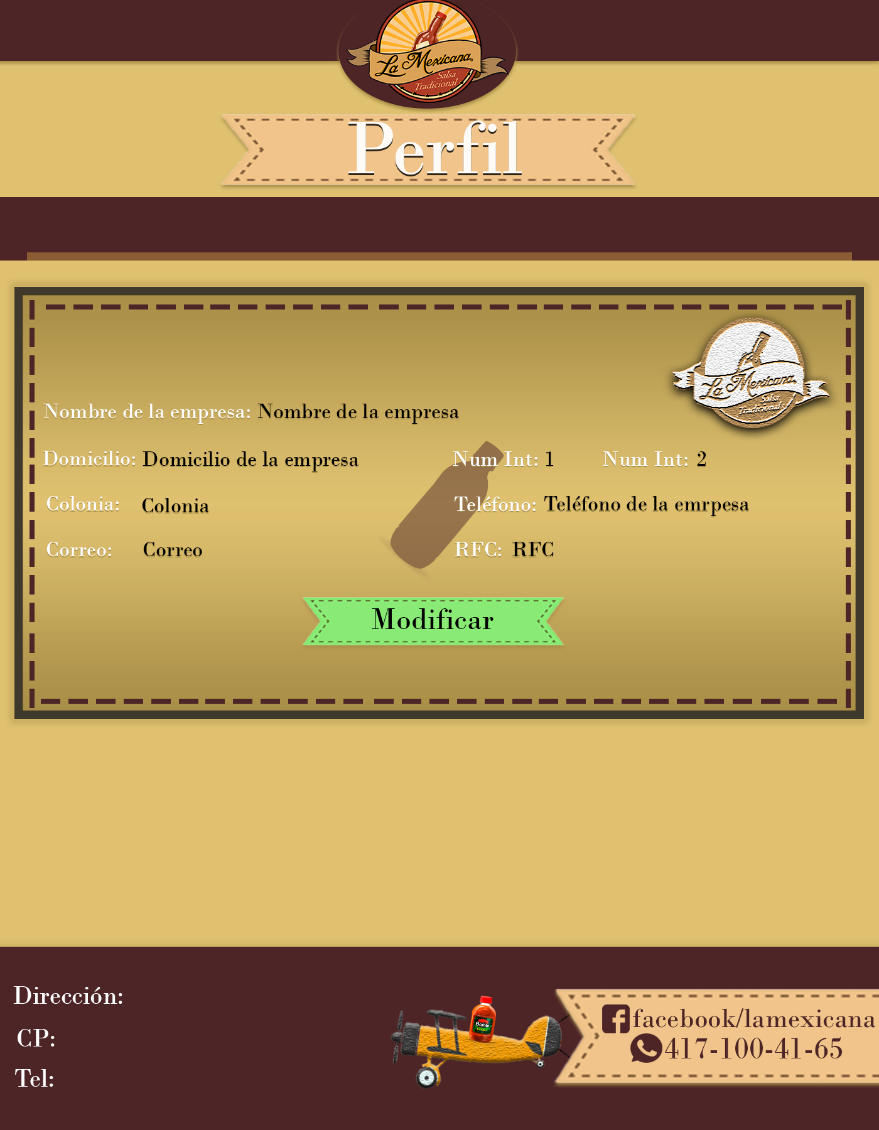 La Mexicana
Salsa
Tradicional
Perfil
La Mexicana
Salsa
Tradicional
Nombre de la empresa: Nombre de la empresa
Domicilio: Domicilio de la empresa Num Int: 1 Num Int: 2
Colonia: Colonia Teléfono: Teléfono de la emrpesa
Correo: Correo RFC: RFC
Modificar
Dirección:
CP:
Tel:
facebook/lamexicana
417-100-41-65